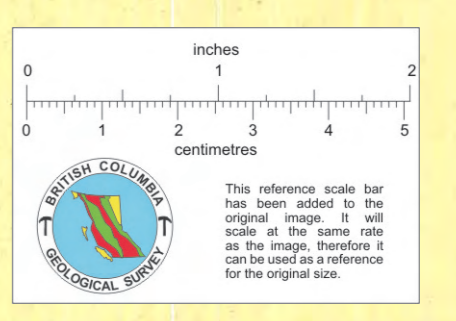 inches
0 1 2
0 1 2 3 4 5
centimetres
BRITISH COLUMBIA
GEOLOGICAL SURVEY
This reference scale bar
has been added to the
original image. It will
scale at the same rate
as the image, therefore it
can be used as a reference
for the original size.